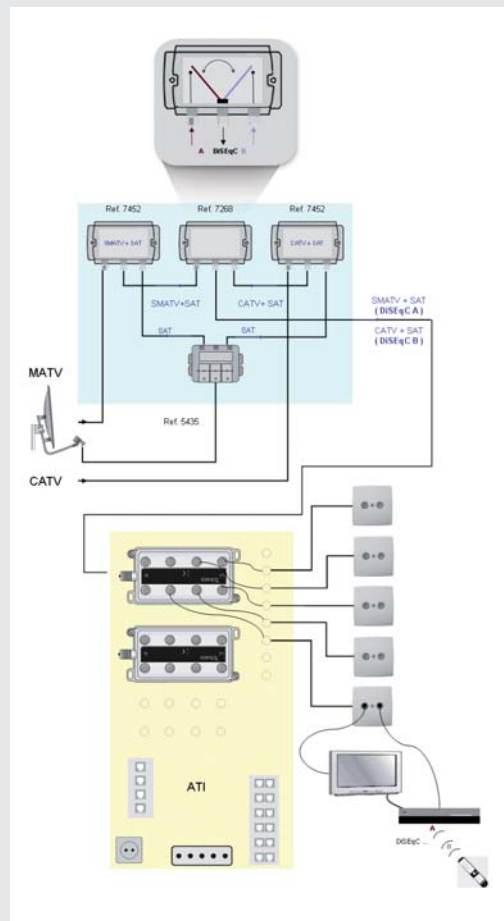 A DiSEqC B
Ref. 7452 Ref. 7268 Ref. 7452
SMATV+ SAT CATV+ SAT
SMATV+SAT CATV+ SAT
SMATV + SAT
(DiSEqC A)
CATV + SAT
(DiSEqC B)
SAT SAT
MATV
Ref. 5435
CATV
ATI
A
DiSEqC ...
B